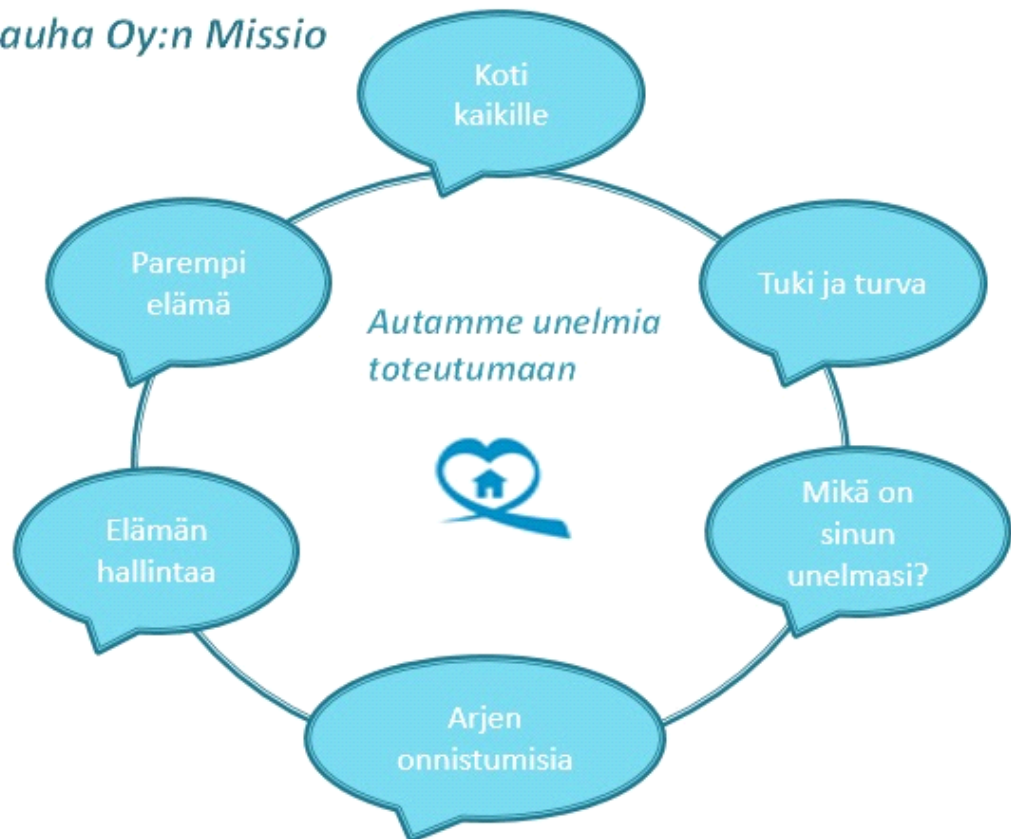 auha Oy:n Missio
Koti
kaikille
Parempi
elämä
Tuki ja turva
Autamme unelmia
toteutumaan
Elämän
hallintaa
Mikä on
sinun
unelmasi?
Arjen
onnistumisia